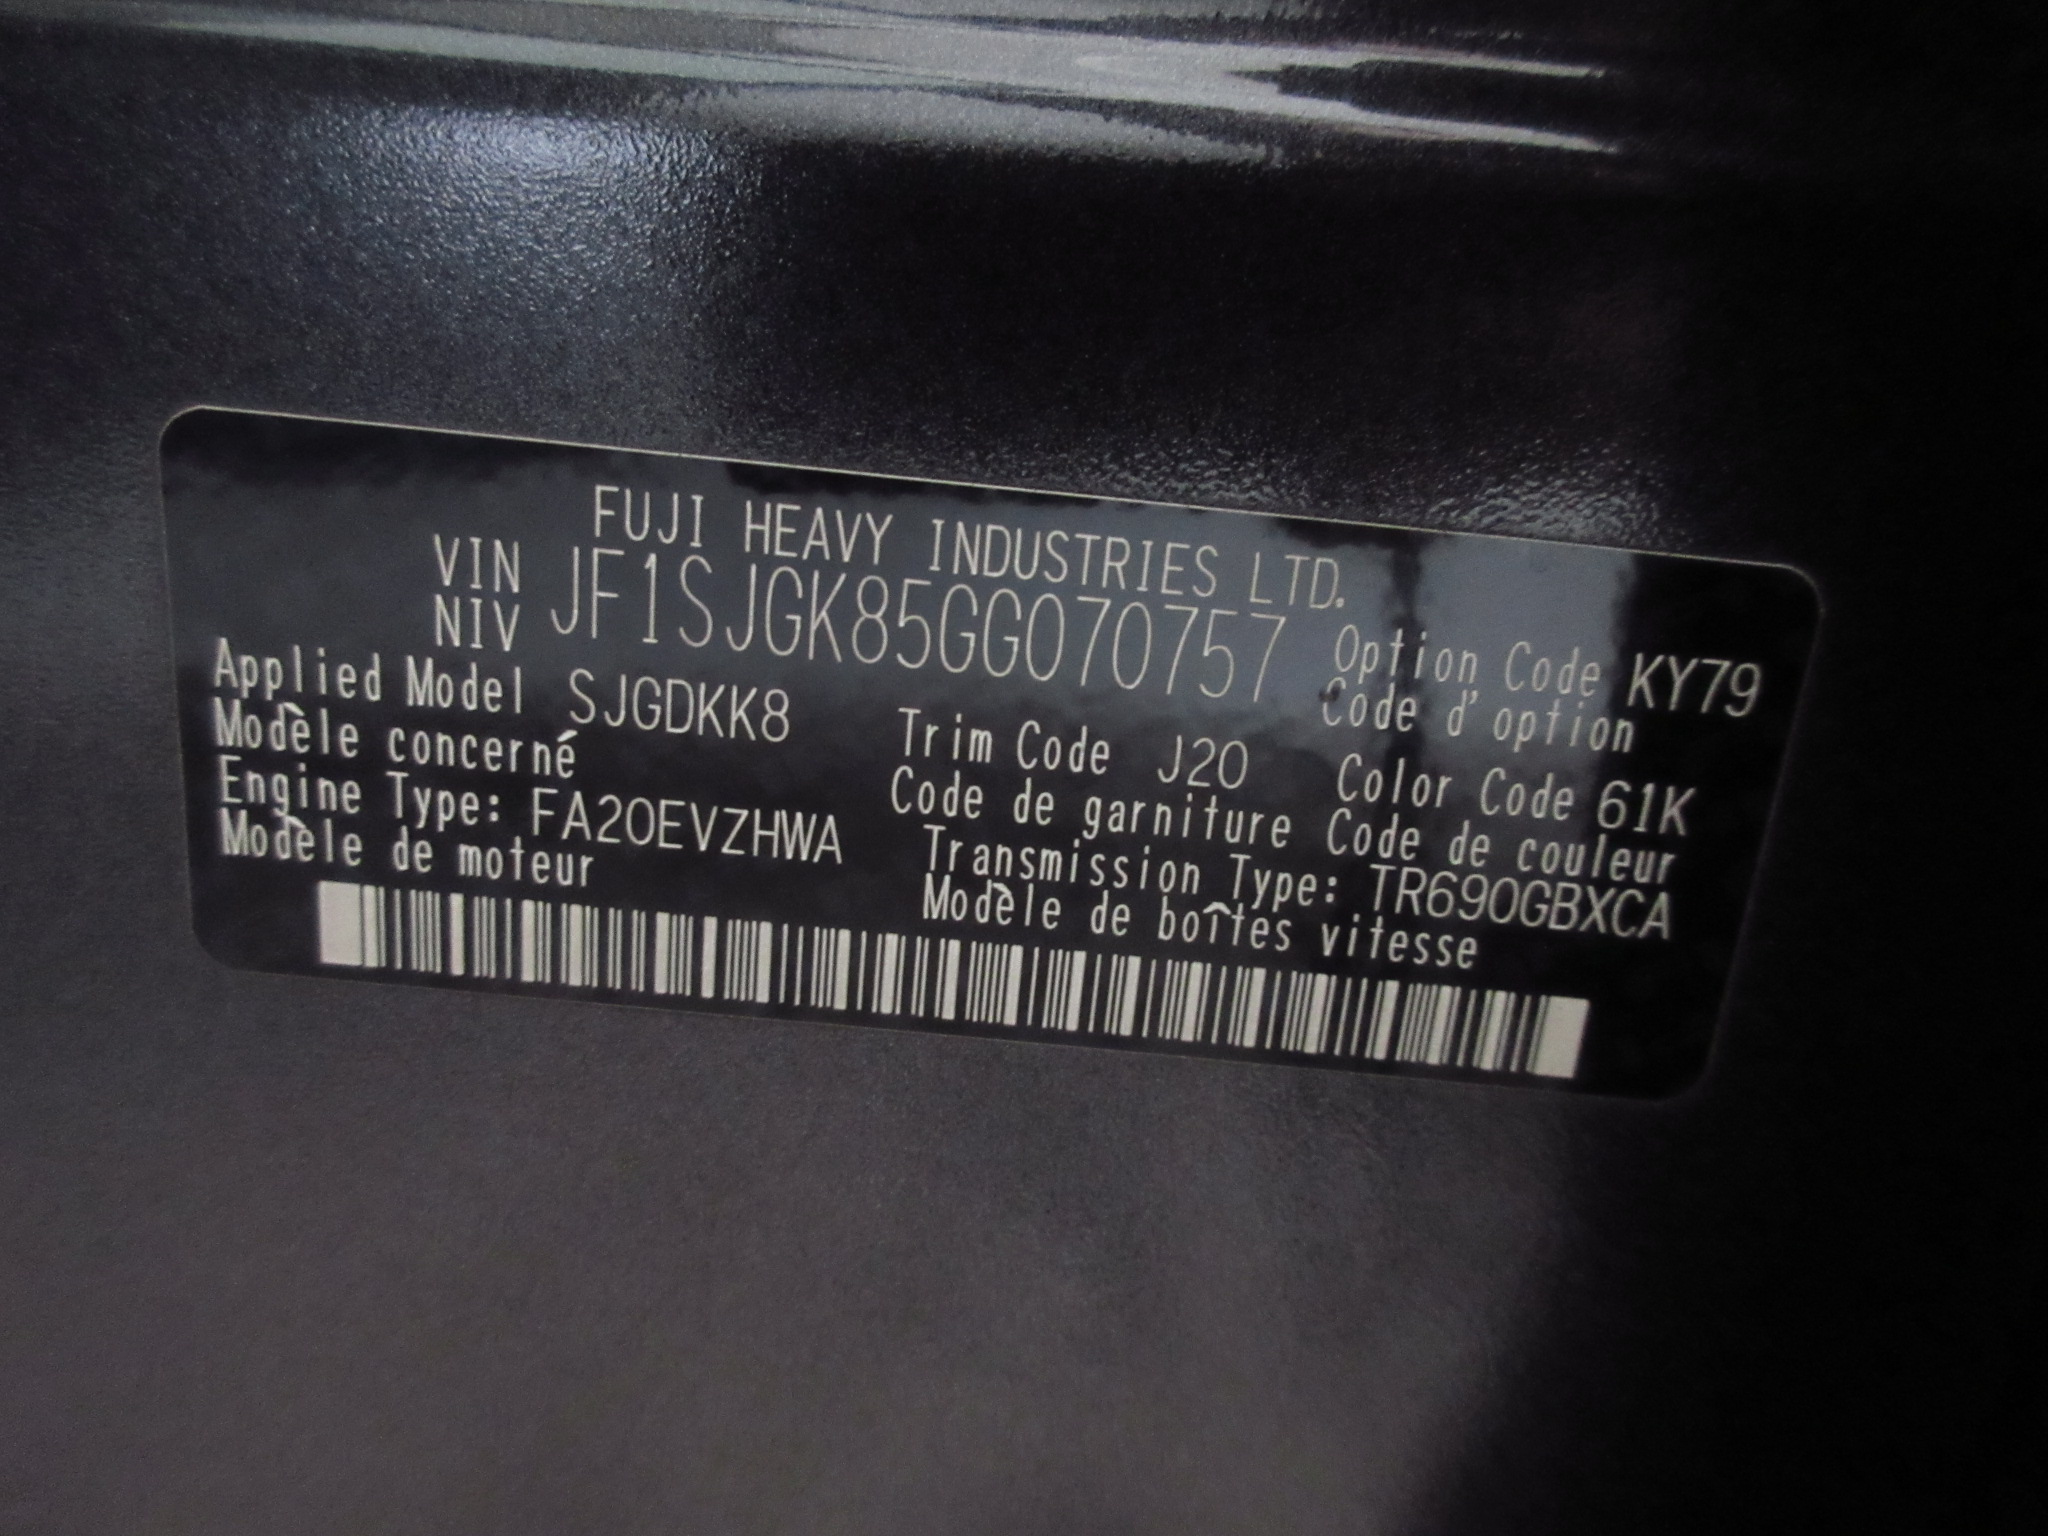 FUJI HEAVY INDUSTRIES LTD.
VIN
NIV
JF1SJGK85GG070757
Option Code KY79
Code d'option
Applied Model SJGDKK8
Modèle concerné
Trim Code J20
Code de garniture
Color Code 61K
Code de couleur
Engine Type: FA20EVZHWA
Modèle de moteur
Transmission Type: TR690GBXCA
Modèle de boîtes vitesse